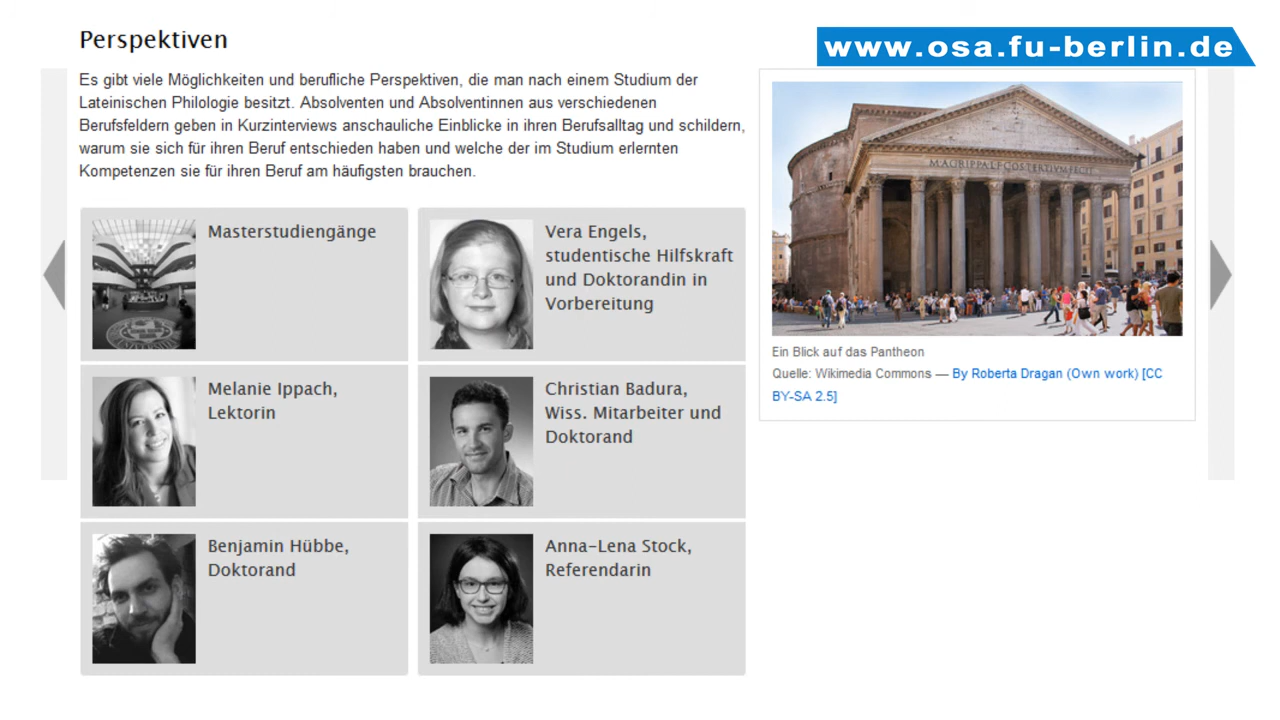 Perspektiven
www.osa.fu-berlin.de
Es gibt viele Möglichkeiten und berufliche Perspektiven, die man nach einem Studium der
Lateinischen Philologie besitzt. Absolventen und Absolventinnen aus verschiedenen
Berufsfeldern geben in Kurzinterviews anschauliche Einblicke in ihren Berufsalltag und schildern,
warum sie sich für ihren Beruf entschieden haben und welche der im Studium erlernten
Kompetenzen sie für ihren Beruf am häufigsten brauchen.
Masterstudiengänge
Vera Engels,
studentische Hilfskraft
und Doktorandin in
Vorbereitung
Melanie Ippach,
Lektorin
Christian Badura,
Wiss. Mitarbeiter und
Doktorand
Benjamin Hübbe,
Doktorand
Anna-Lena Stock,
Referendarin
M·AGRIPPA·L·F·COS·TERTIVM·FECIT
Ein Blick auf das Pantheon
Quelle: Wikimedia Commons — By Roberta Dragan (Own work) [CC
BY-SA 2.5]